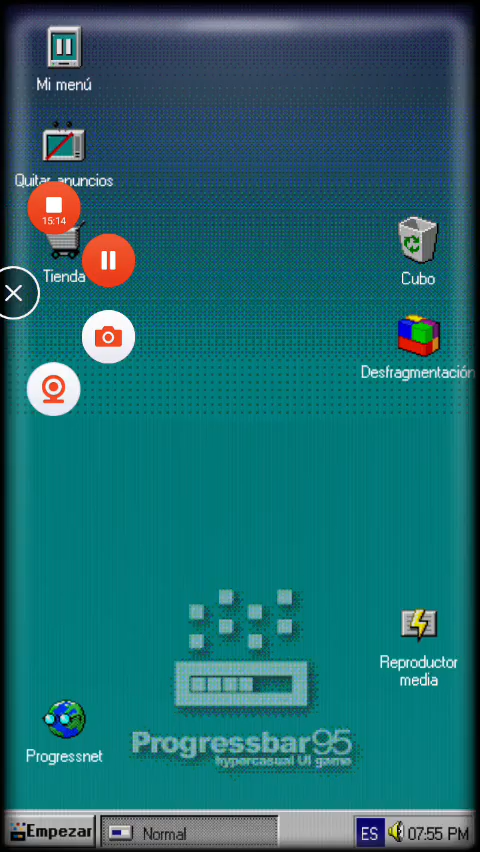 Mi menú
Quitar anuncios
15:14
Tienda
Cubo
Desfragmentación
Reproductor
media
Progressnet
Progressbar95
hypercasual UI game
Empezar
Normal
ES
07:55 PM